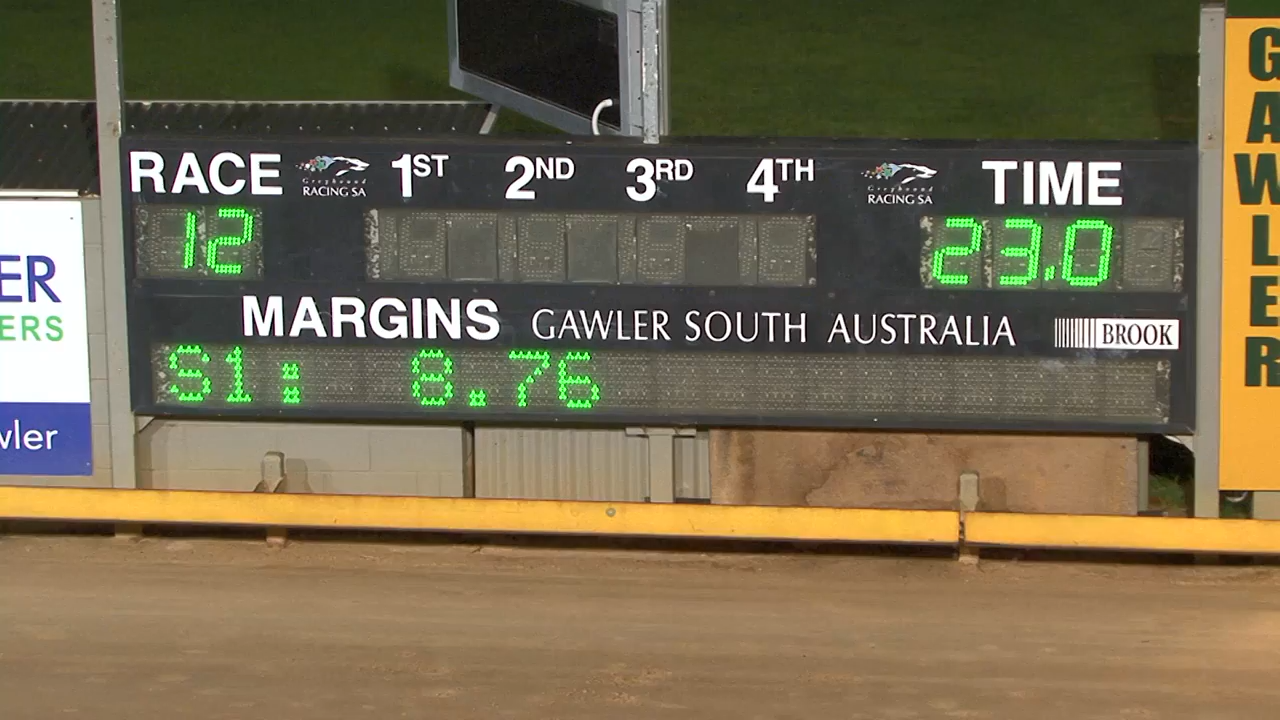 RACE
Greyhound
RACING SA
1ST
2ND
3RD
4TH
Greyhound
RACING SA
TIME
12
23.0
MARGINS
GAWLER SOUTH AUSTRALIA
BROOK
S1: 8.76
ER
ERS
wler
GAWLER